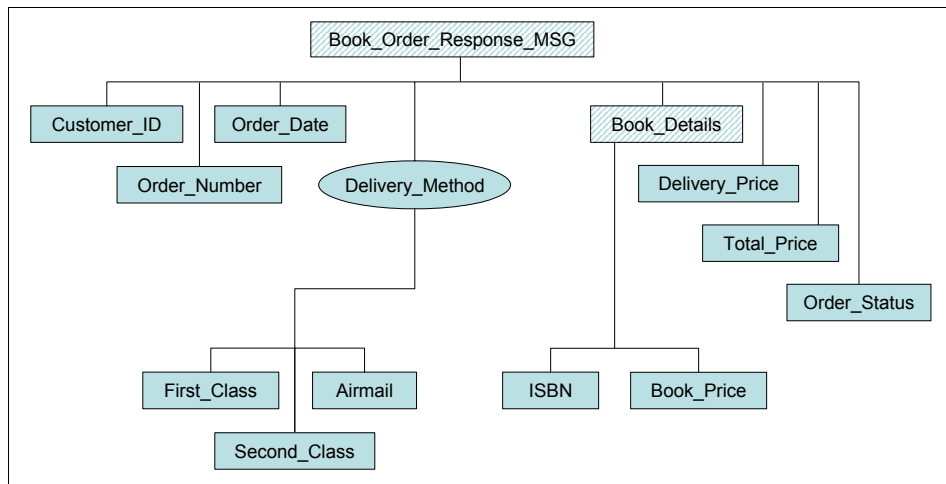 Book_Order_Response_MSG
Customer_ID
Order_Date
Book_Details
Order_Number
Delivery_Method
Delivery_Price
Total_Price
Order_Status
First_Class
Airmail
ISBN
Book_Price
Second_Class